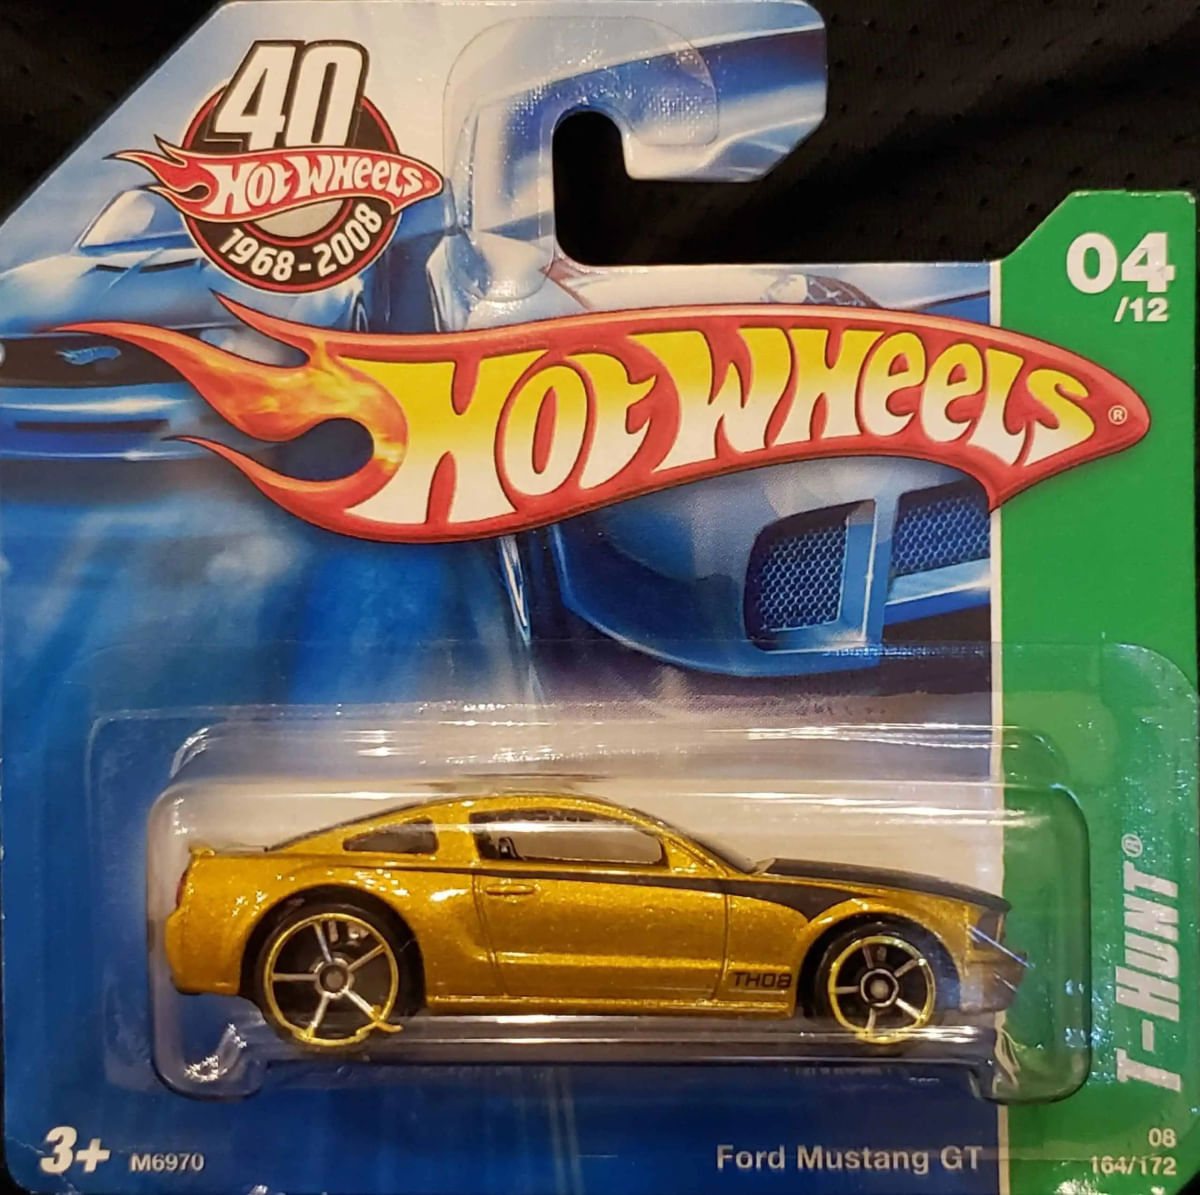 40
HOT WHEELS
1968-2008
04
/12
HOT WHEELS®
T-HUNT®
TH08
3+
M6970
Ford Mustang GT
08
164/172